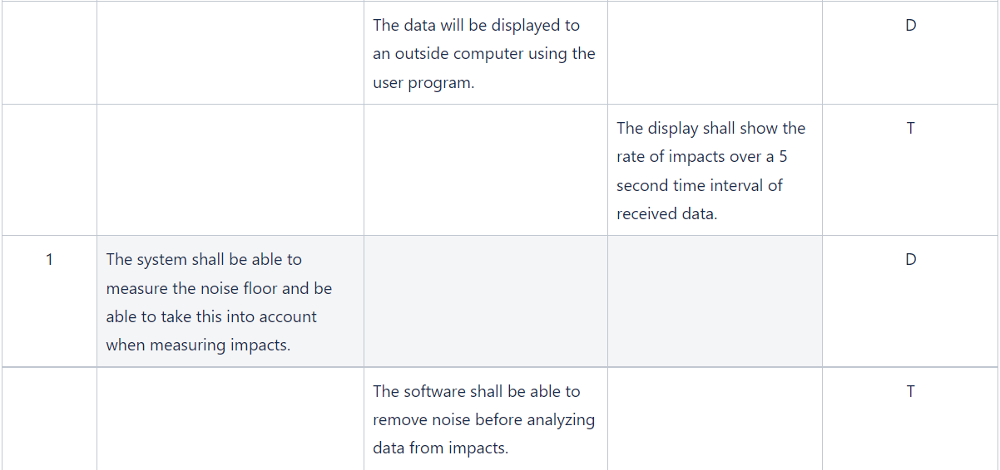 The data will be displayed to
an outside computer using the
user program.
D
The display shall show the
rate of impacts over a 5
second time interval of
received data.
T
1
The system shall be able to
measure the noise floor and be
able to take this into account
when measuring impacts.
D
The software shall be able to
remove noise before analyzing
data from impacts.
T